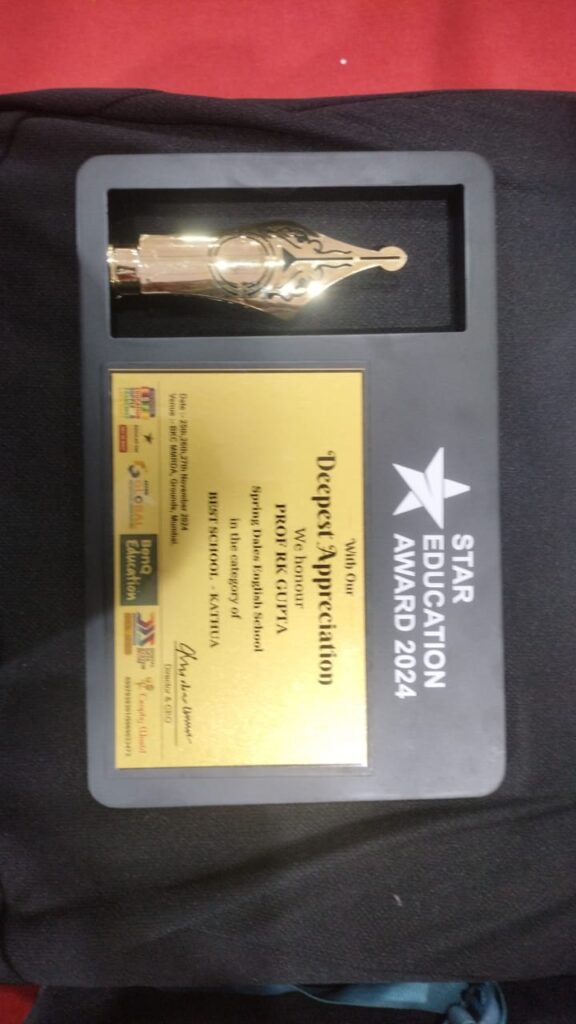 STAR
EDUCATION
AWARD 2024
With Our
Deepest Appreciation
We honour
PROF RK GUPTA
Spring Dales English School
in the category of
BEST SCHOOL - KATHUA
Director & CEO
Date :- 25th,26th,27th November 2024
Venue :- BKC MMRDA, Grounds, Mumbai.
GLOBAL
BenQ
Education